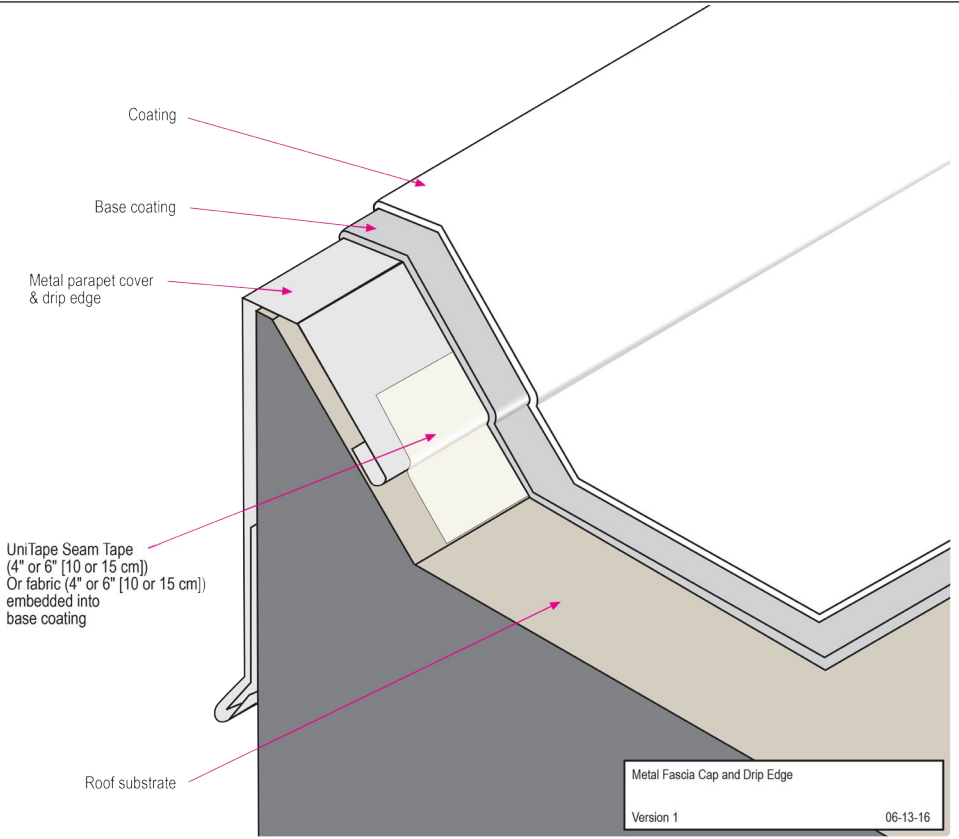 Coating
Base coating
Metal parapet cover
& drip edge
UniTape Seam Tape
(4" or 6" [10 or 15 cm])
Or fabric (4" or 6" [10 or 15 cm])
embedded into
base coating
Roof substrate
Metal Fascia Cap and Drip Edge
Version 1 06-13-16